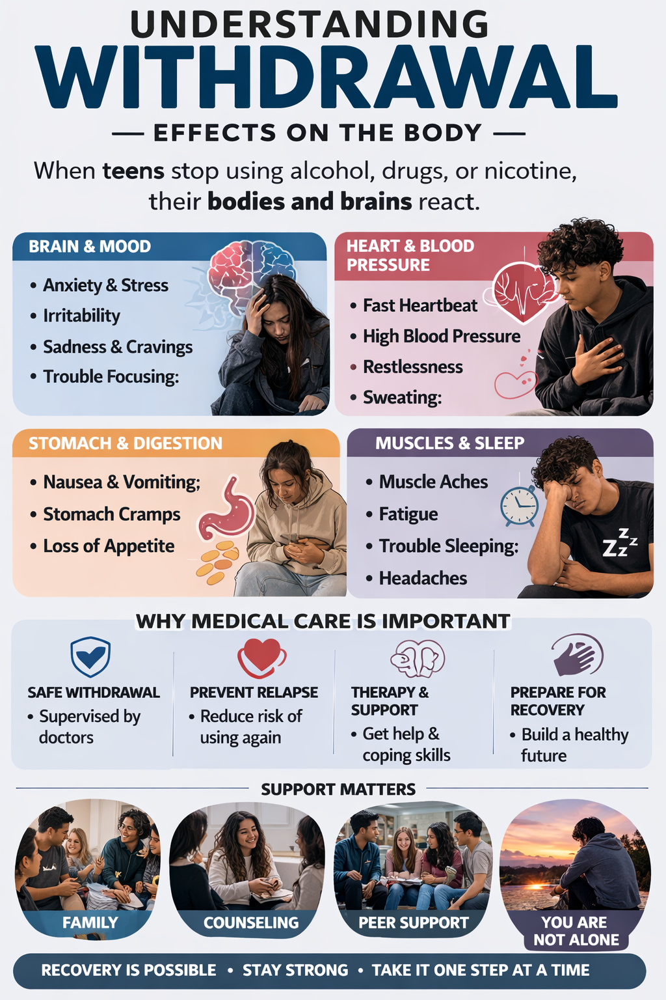 UNDERSTANDING
WITHDRAWAL
— EFFECTS ON THE BODY —
When teens stop using alcohol, drugs, or nicotine,
their bodies and brains react.
BRAIN & MOOD
• Anxiety & Stress
• Irritability
• Sadness & Cravings
• Trouble Focusing:
HEART & BLOOD
PRESSURE
• Fast Heartbeat
• High Blood Pressure
• Restlessness
• Sweating:
STOMACH & DIGESTION
• Nausea & Vomiting;
• Stomach Cramps
• Loss of Appetite
MUSCLES & SLEEP
• Muscle Aches
• Fatigue
• Trouble Sleeping:
• Headaches
Z z z z
WHY MEDICAL CARE IS IMPORTANT
SAFE WITHDRAWAL
• Supervised by
doctors
PREVENT RELAPSE
• Reduce risk of
using again
THERAPY &
SUPPORT
• Get help &
coping skills
PREPARE FOR
RECOVERY
• Build a healthy
future
SUPPORT MATTERS
FAMILY
COUNSELING
PEER SUPPORT
YOU ARE
NOT ALONE
RECOVERY IS POSSIBLE • STAY STRONG • TAKE IT ONE STEP AT A TIME